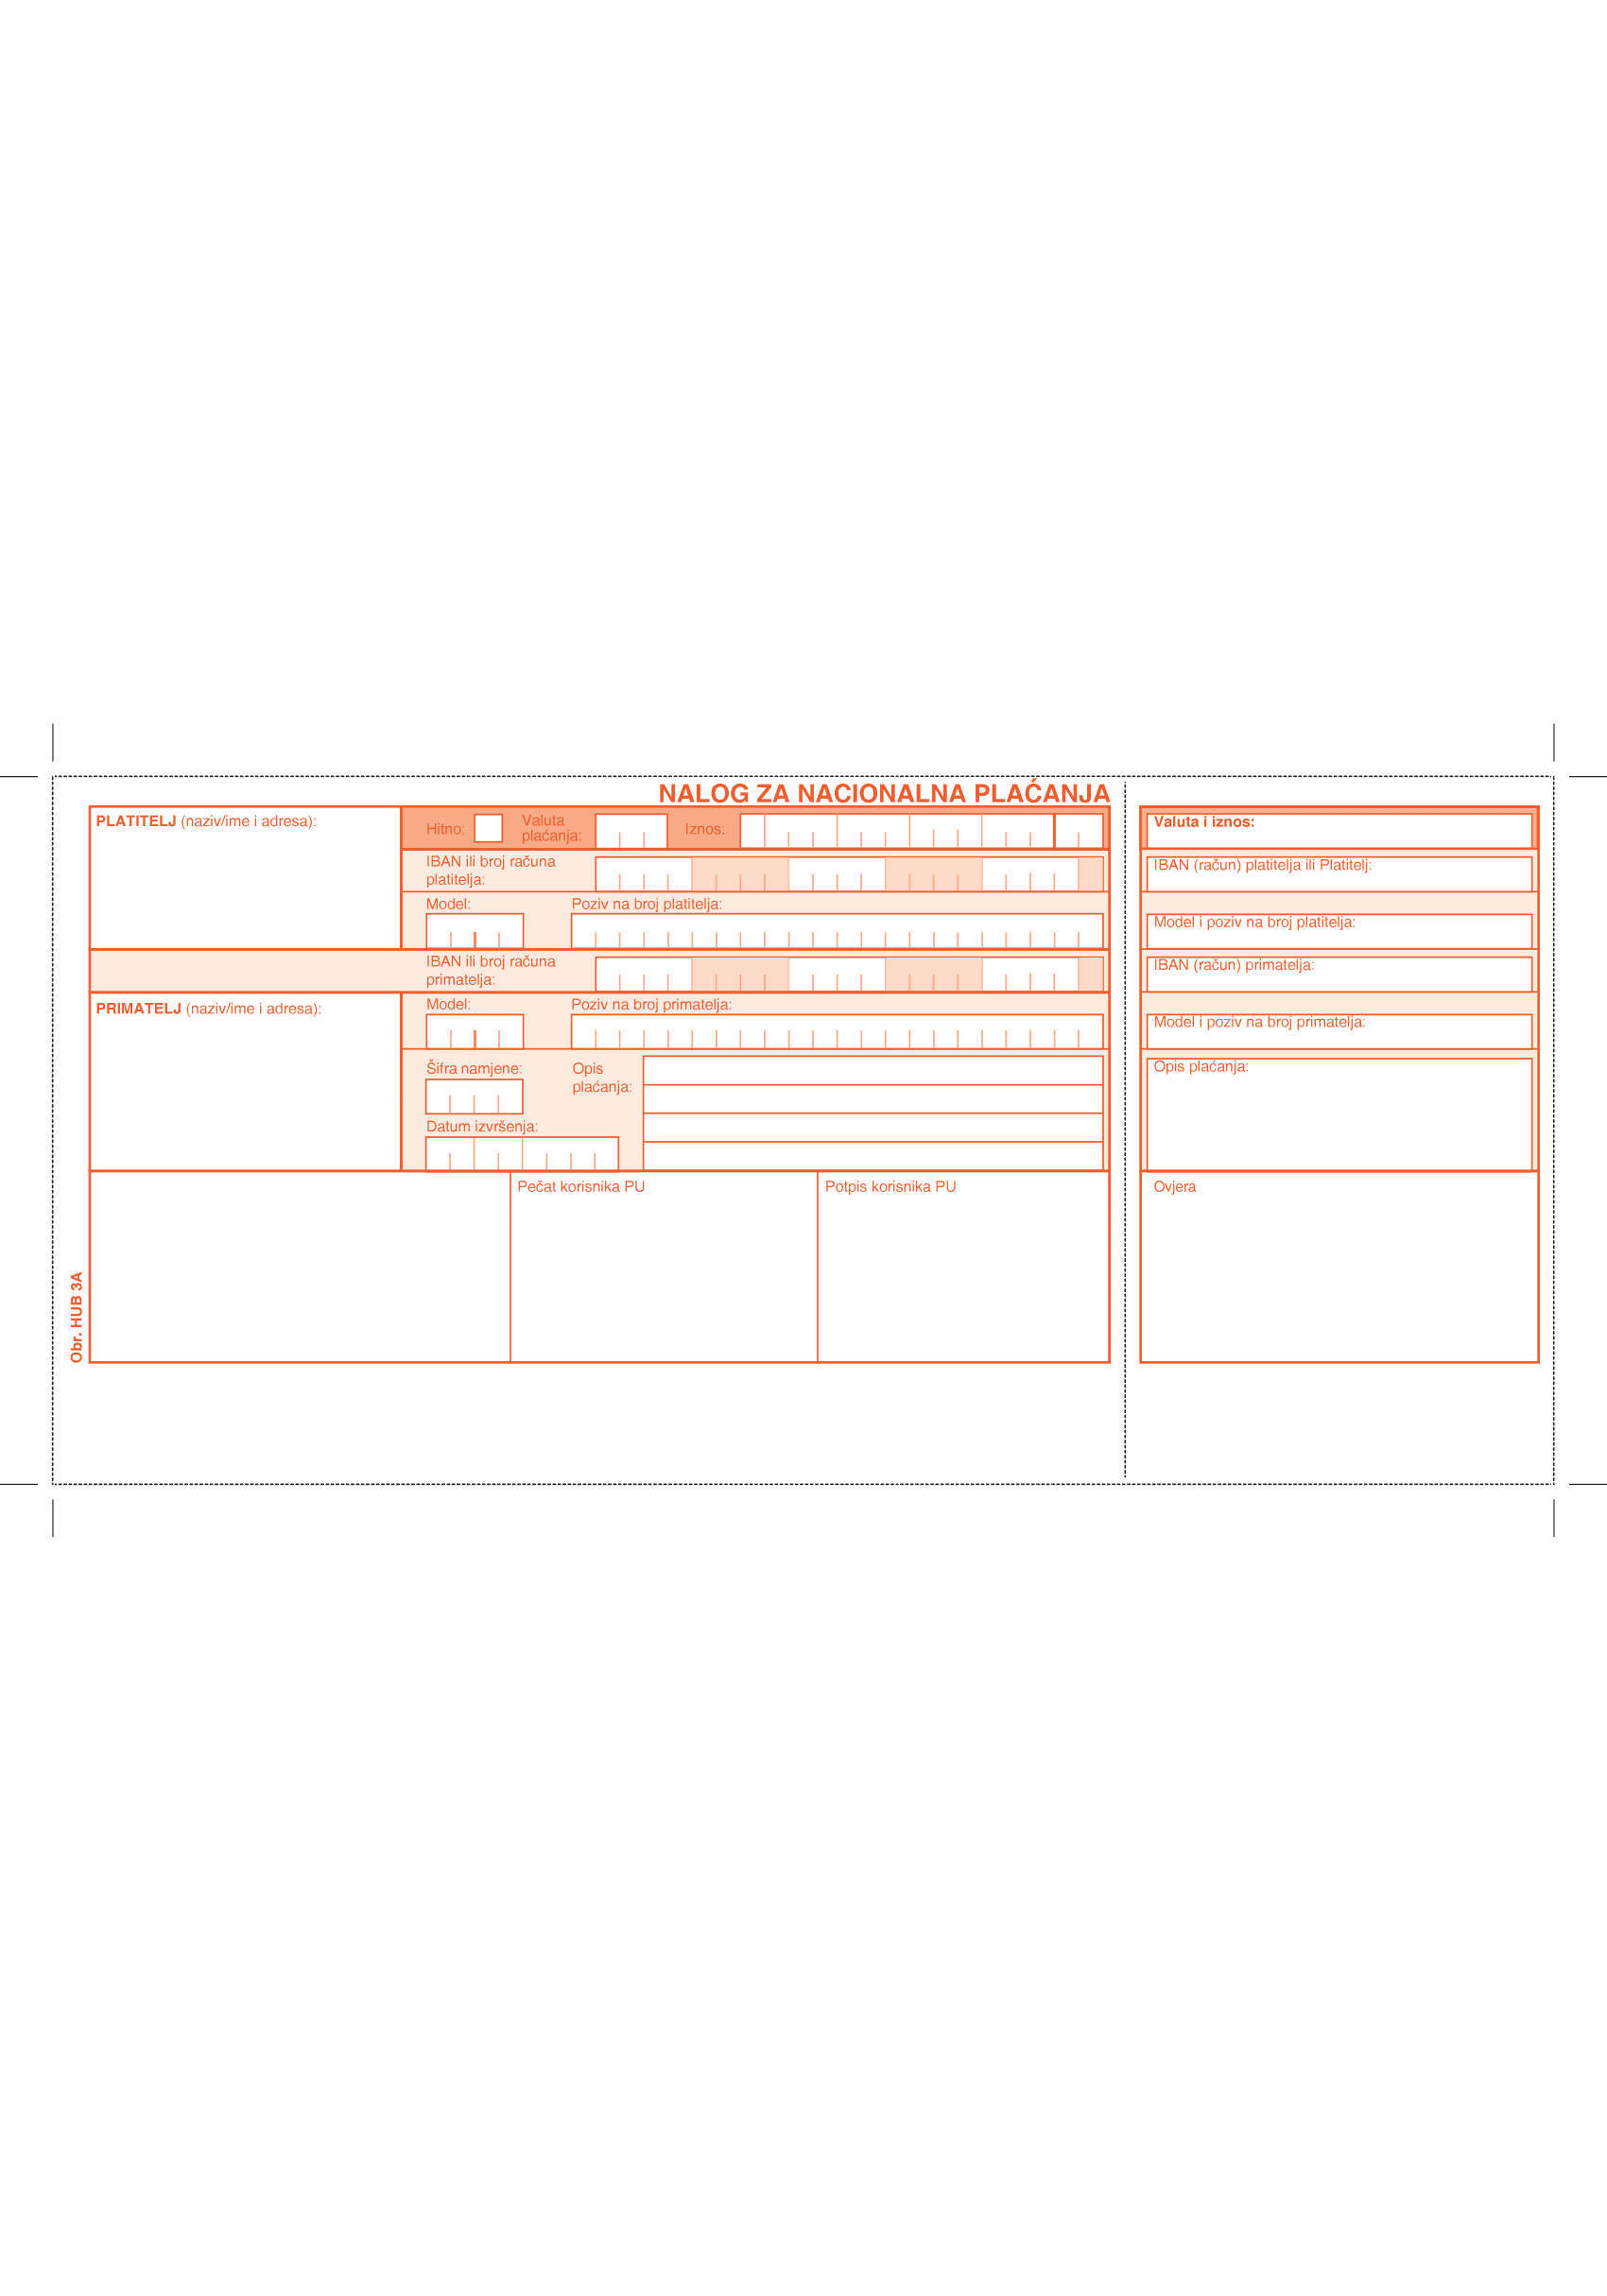 NALOG ZA NACIONALNA PLAĆANJA
PLATITELJ (naziv/ime i adresa):
Hitno:
Valuta
plaćanja:
Iznos:
IBAN ili broj računa
platitelja:
Model:
Poziv na broj platitelja:
IBAN ili broj računa
primatelja:
PRIMATELJ (naziv/ime i adresa):
Model:
Poziv na broj primatelja:
Šifra namjene:
Opis
plaćanja:
Datum izvršenja:
Pečat korisnika PU
Potpis korisnika PU
Obr. HUB 3A
Valuta i iznos:
IBAN (račun) platitelja ili Platitelj:
Model i poziv na broj platitelja:
IBAN (račun) primatelja:
Model i poziv na broj primatelja:
Opis plaćanja:
Ovjera